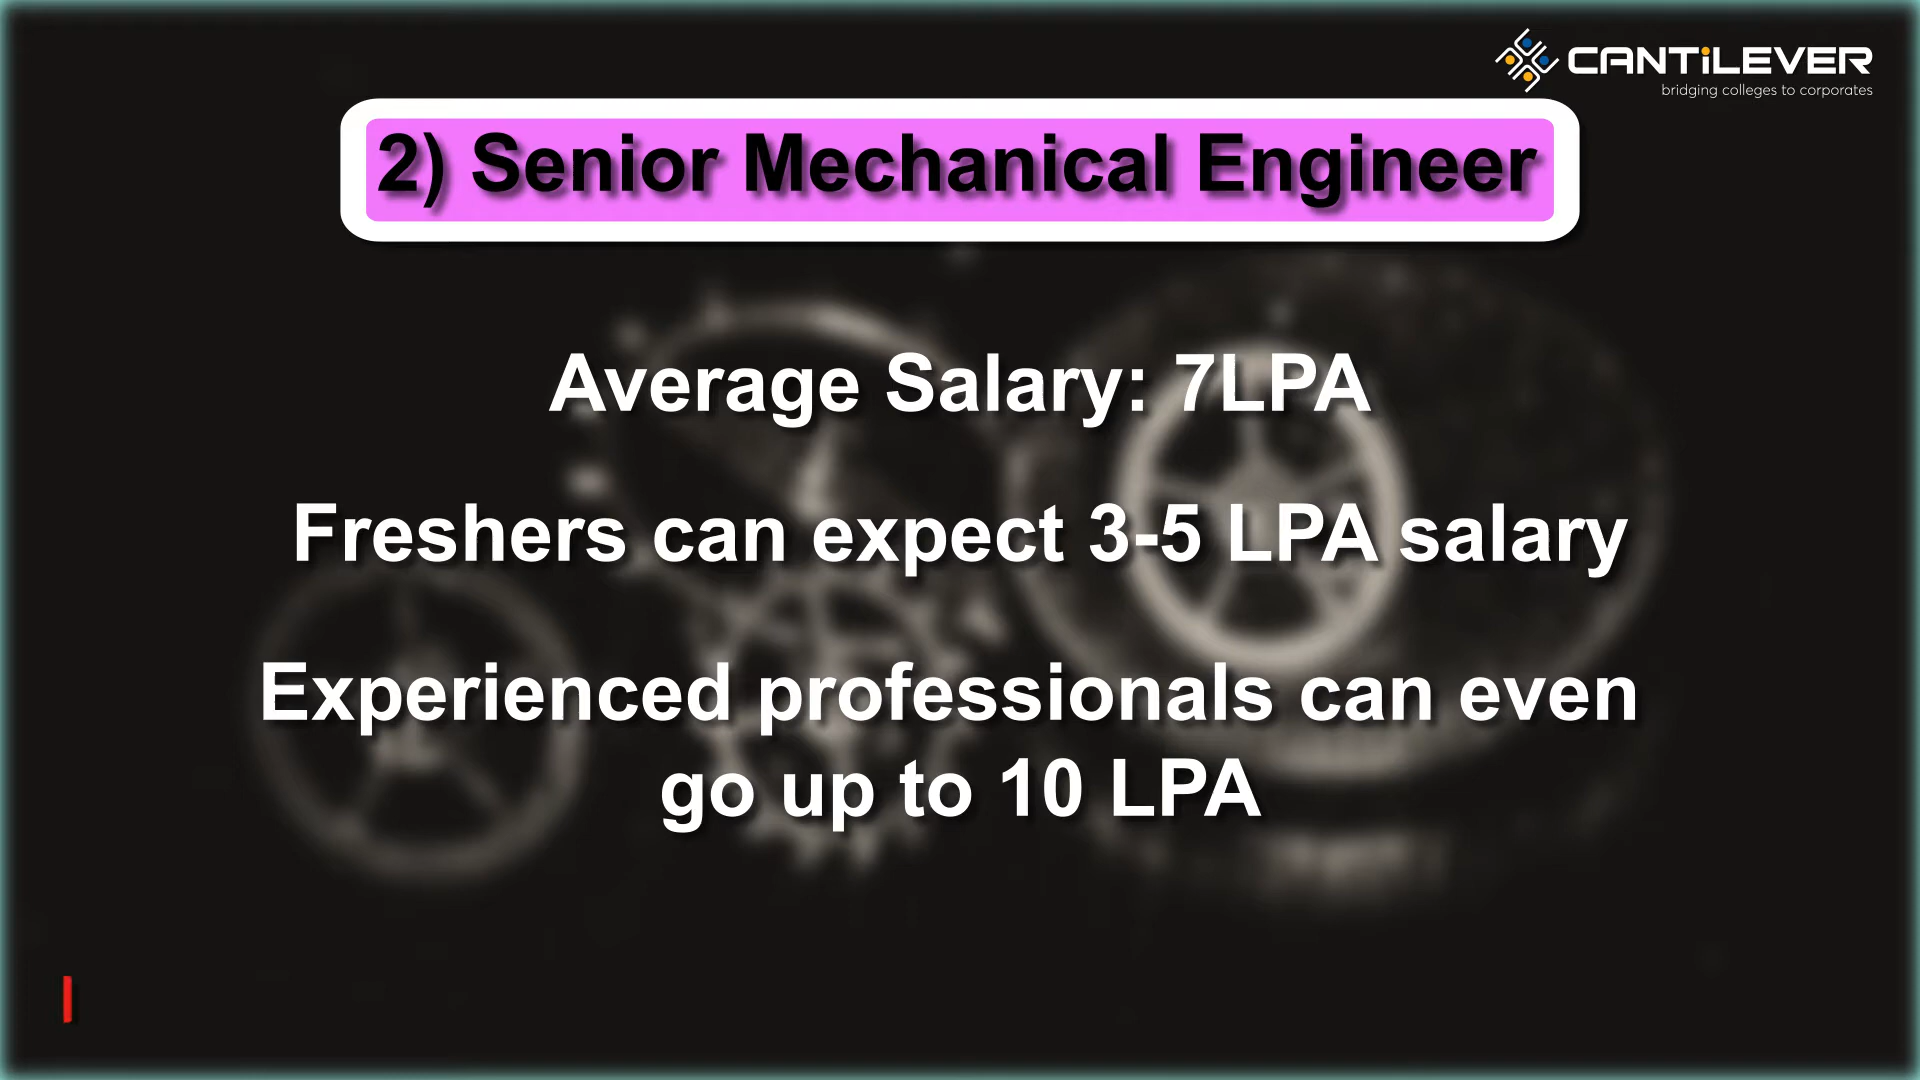 CANTiLEVER
bridging colleges to corporates
2) Senior Mechanical Engineer
Average Salary: 7LPA
Freshers can expect 3-5 LPA salary
Experienced professionals can even
go up to 10 LPA